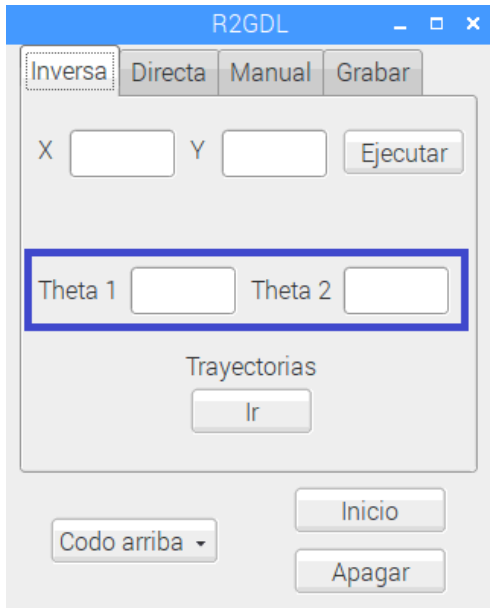 R2GDL
Inversa Directa Manual Grabar
X Y Ejecutar
Theta 1 Theta 2
Trayectorias
Ir
Inicio
Codo arriba
Apagar